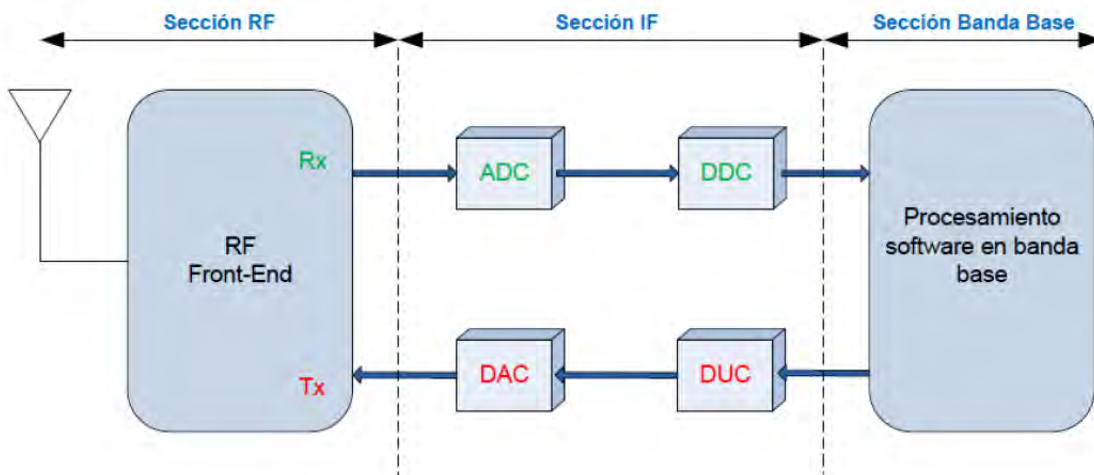 Sección RF
Sección IF
Sección Banda Base
Rx
ADC
DDC
RF
Front-End
Procesamiento
software en banda
base
Tx
DAC
DUC